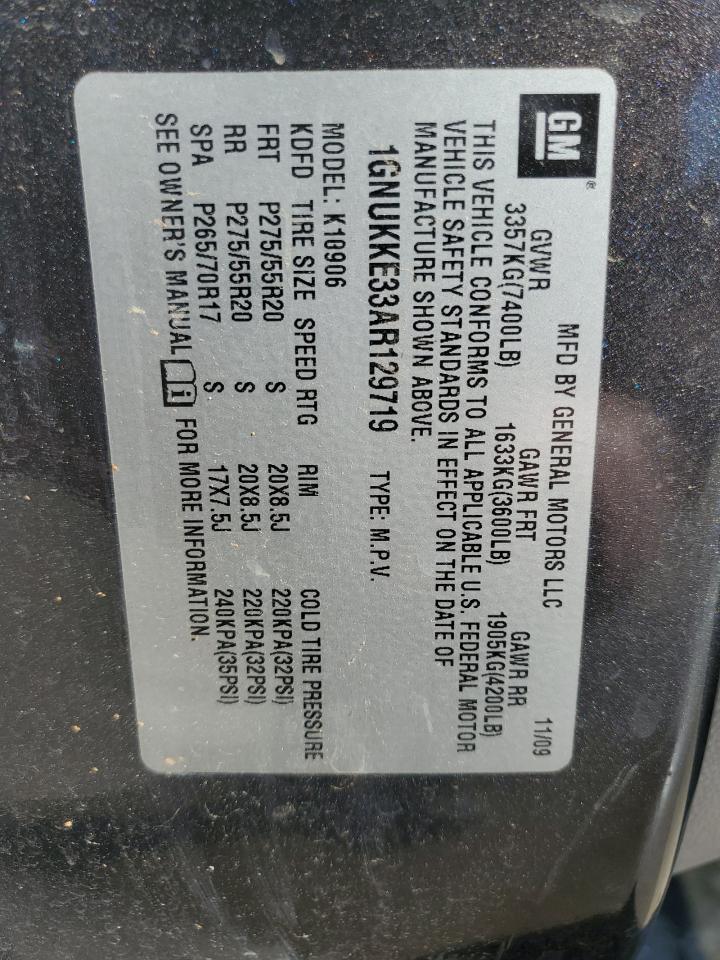 GM®
MFD BY GENERAL MOTORS LLC 11/09
GVWR GAWR FRT GAWR RR
3357KG(7400LB) 1633KG(3600LB) 1905KG(4200LB)
THIS VEHICLE CONFORMS TO ALL APPLICABLE U.S. FEDERAL MOTOR
VEHICLE SAFETY STANDARDS IN EFFECT ON THE DATE OF
MANUFACTURE SHOWN ABOVE.
1GNUKKE33AR129719 TYPE: M.P.V.
MODEL: K10906
KDFD TIRE SIZE SPEED RTG RIM COLD TIRE PRESSURE
FRT P275/55R20 S 20X8.5J 220KPA(32PSI)
RR P275/55R20 S 20X8.5J 220KPA(32PSI)
SPA P265/70R17 S 17X7.5J 240KPA(35PSI)
SEE OWNER'S MANUAL FOR MORE INFORMATION.